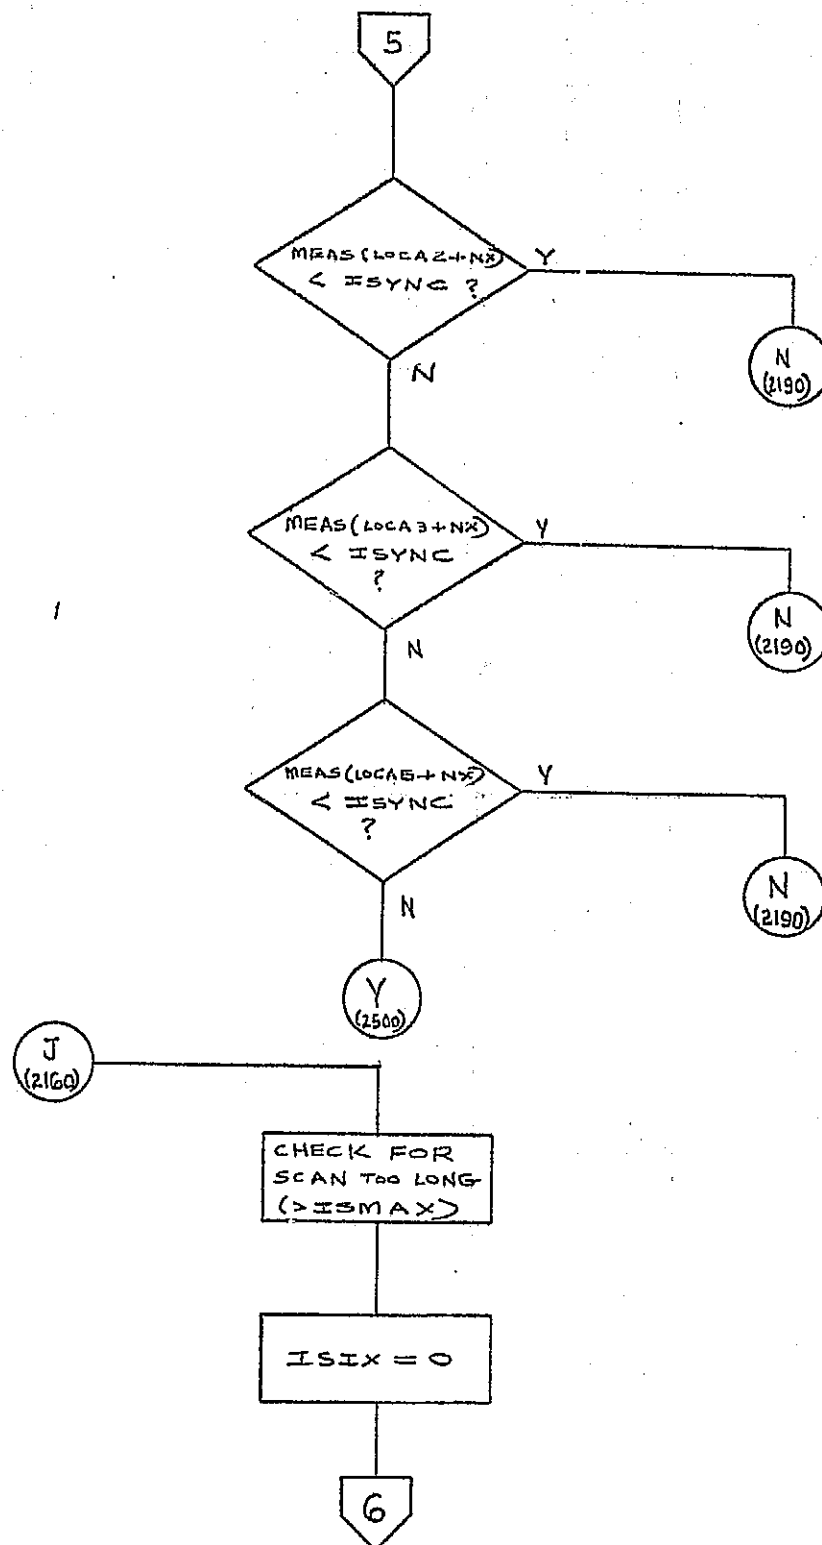 5
MEAS(LOCA2+NX)
< ISYNC ?
Y
N
(2190)
N
MEAS(LOCA3+NX)
< ISYNC
?
Y
N
(2190)
N
MEAS(LOCA5+NX)
< ISYNC
?
Y
N
(2190)
N
Y
(2500)
J
(2160)
CHECK FOR
SCAN TOO LONG
(>ISMAX)
ISIX = 0
6